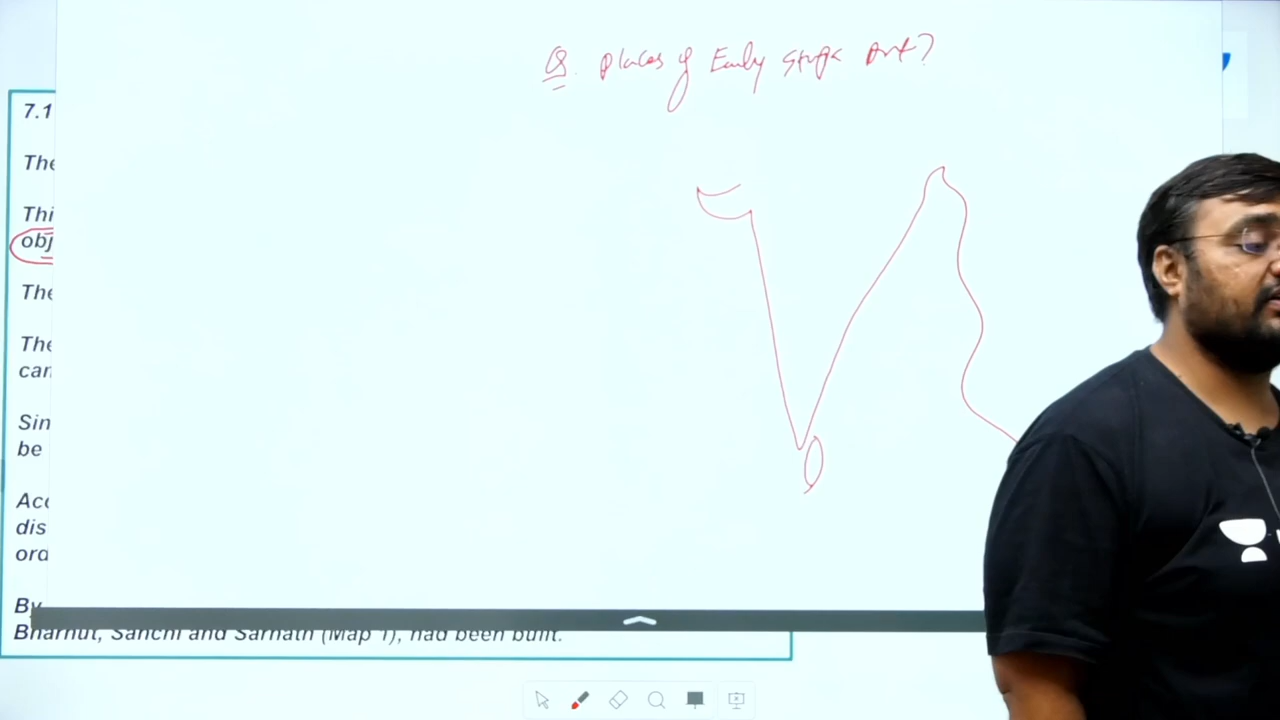 Q. Places of Early Stupa Art?
7.1
The
Thi
obj
The
The
can
Sin
be
Acc
dis
ord
By
Bharhut, Sanchi and Sarnath (Map 1), had been built.